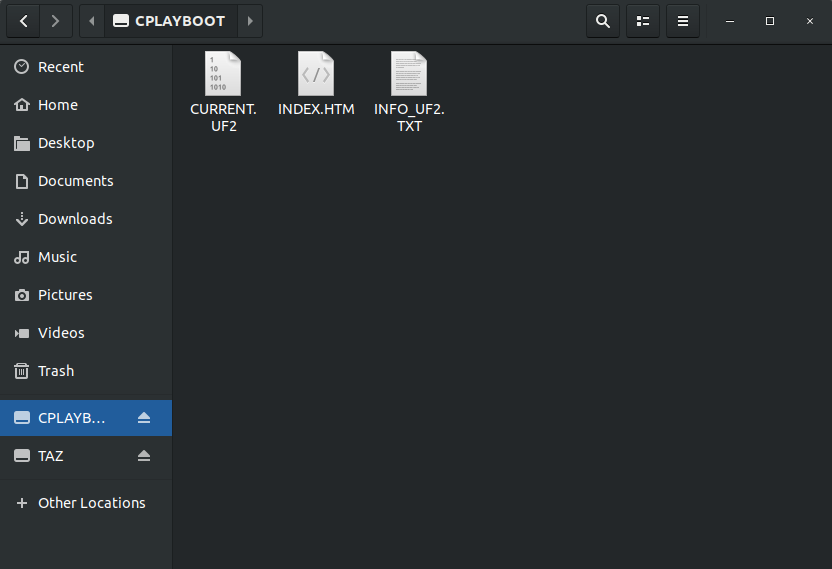 CPLAYBOOT
Recent
Home
Desktop
Documents
Downloads
Music
Pictures
Videos
Trash
CPLAYB...
TAZ
Other Locations
1
10
101
1010
CURRENT.
UF2
INDEX.HTM
INFO_UF2.
TXT